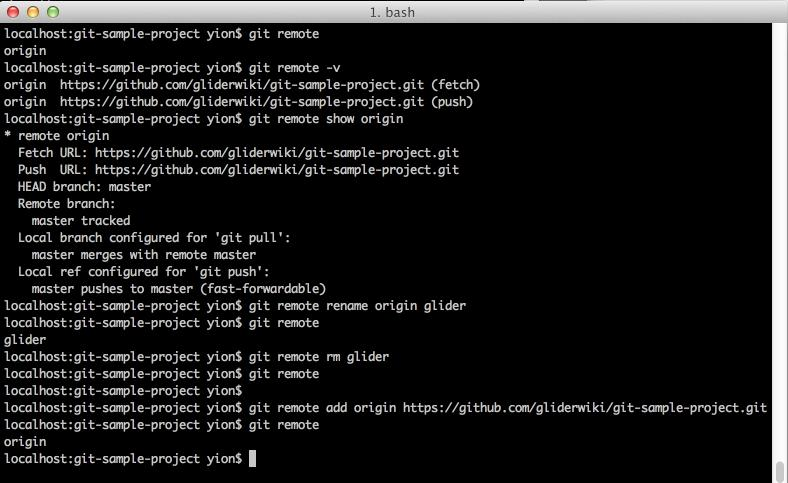 1. bash
localhost:git-sample-project yion$ git remote
origin
localhost:git-sample-project yion$ git remote -v
origin  https://github.com/gliderwiki/git-sample-project.git (fetch)
origin  https://github.com/gliderwiki/git-sample-project.git (push)
localhost:git-sample-project yion$ git remote show origin
* remote origin
  Fetch URL: https://github.com/gliderwiki/git-sample-project.git
  Push  URL: https://github.com/gliderwiki/git-sample-project.git
  HEAD branch: master
  Remote branch:
    master tracked
  Local branch configured for 'git pull':
    master merges with remote master
  Local ref configured for 'git push':
    master pushes to master (fast-forwardable)
localhost:git-sample-project yion$ git remote rename origin glider
localhost:git-sample-project yion$ git remote
glider
localhost:git-sample-project yion$ git remote rm glider
localhost:git-sample-project yion$ git remote
localhost:git-sample-project yion$
localhost:git-sample-project yion$ git remote add origin https://github.com/gliderwiki/git-sample-project.git
localhost:git-sample-project yion$ git remote
origin
localhost:git-sample-project yion$